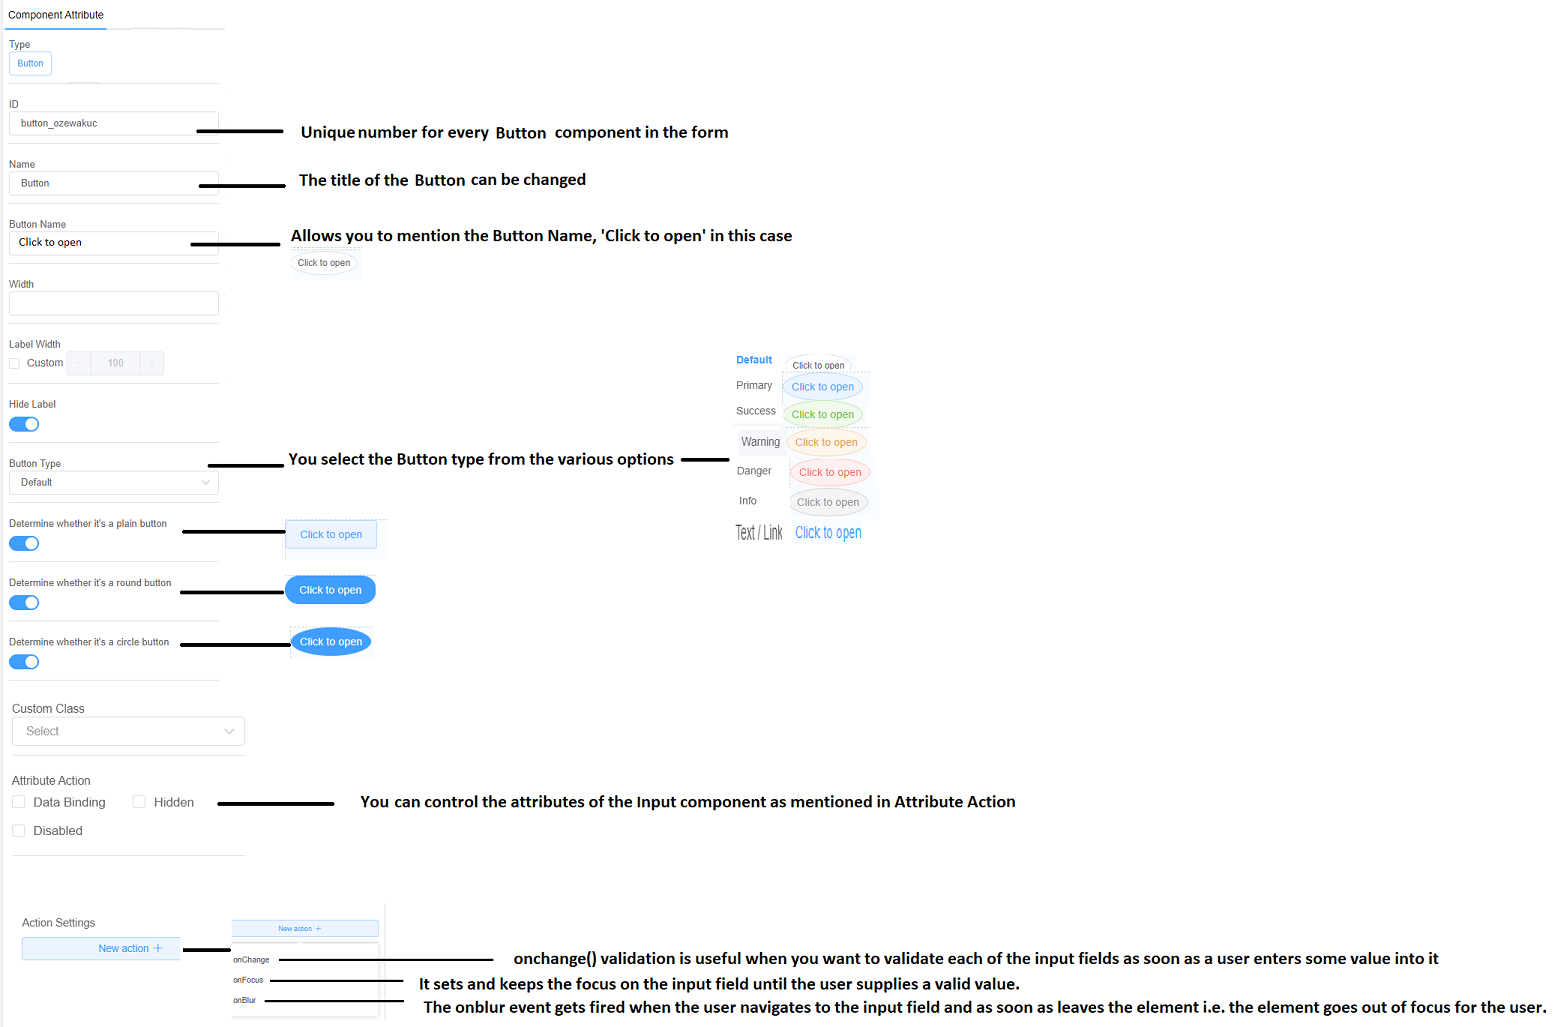 Component Attribute
Type
Button
ID
button_ozewakuc
Unique number for every Button component in the form
Name
Button
The title of the Button can be changed
Button Name
Click to open
Allows you to mention the Button Name, 'Click to open' in this case
Click to open
Width
Label Width
Custom − 100 +
Hide Label
Button Type
Default
You select the Button type from the various options
Default Click to open
Primary Click to open
Success Click to open
Warning Click to open
Danger Click to open
Info Click to open
Text / Link Click to open
Determine whether it's a plain button
Click to open
Determine whether it's a round button
Click to open
Determine whether it's a circle button
Click to open
Custom Class
Select
Attribute Action
Data Binding Hidden
Disabled
You can control the attributes of the Input component as mentioned in Attribute Action
Action Settings
New action +
New action +
onChange
onchange() validation is useful when you want to validate each of the input fields as soon as a user enters some value into it
onFocus
It sets and keeps the focus on the input field until the user supplies a valid value.
onBlur
The onblur event gets fired when the user navigates to the input field and as soon as leaves the element i.e. the element goes out of focus for the user.